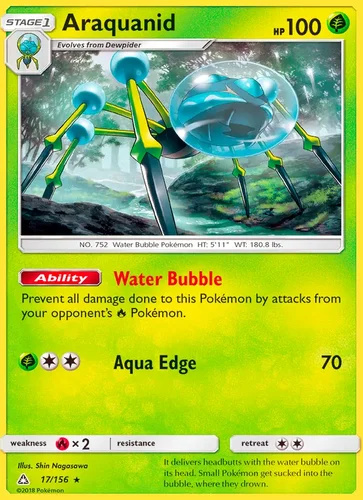 STAGE 1 Araquanid HP 100
Evolves from Dewpider
NO. 752 Water Bubble Pokémon HT: 5'11" WT: 180.8 lbs.
Ability Water Bubble
Prevent all damage done to this Pokémon by attacks from
your opponent's Pokémon.
Aqua Edge 70
weakness × 2 resistance retreat
Illus. Shin Nagasawa
17/156 ★
©2018 Pokémon
It delivers headbutts with the water bubble on
its head. Small Pokémon get sucked into the
bubble, where they drown.